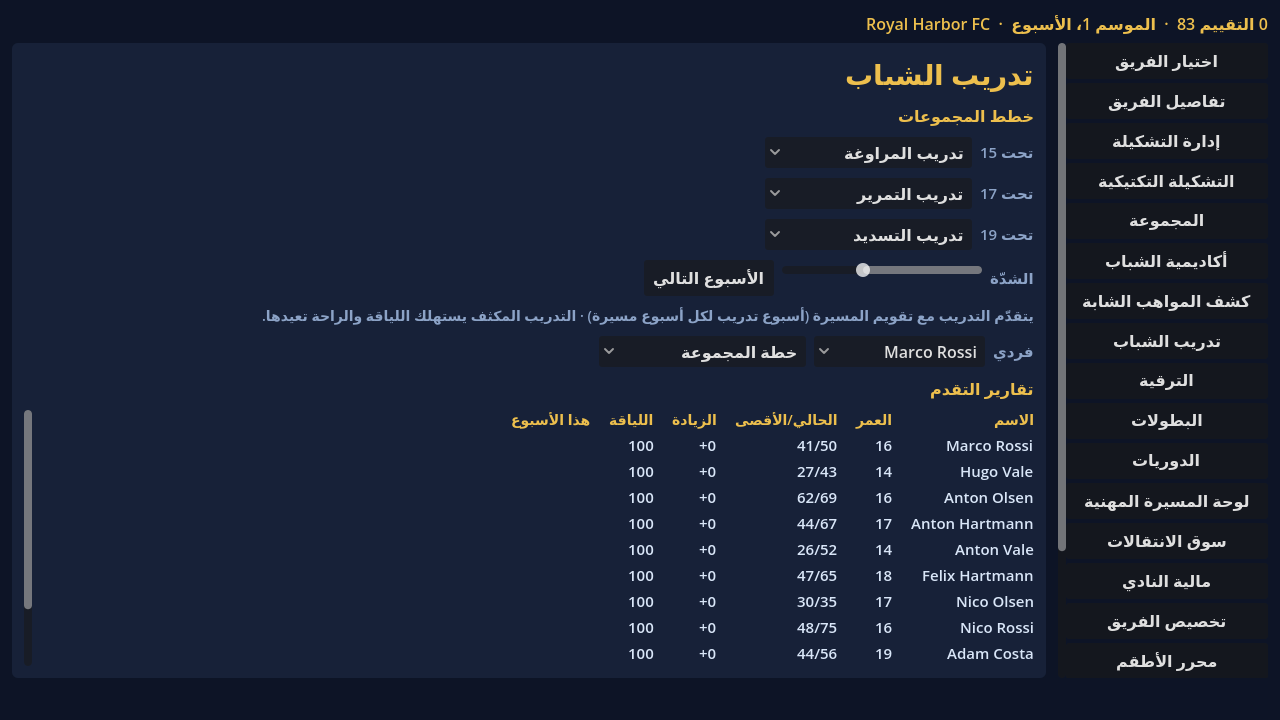 Royal Harbor FC · الموسم 1، الأسبوع 0 التقييم 83 ·
اختيار الفريق
تفاصيل الفريق
إدارة التشكيلة
التشكيلة التكتيكية
المجموعة
أكاديمية الشباب
كشف المواهب الشابة
تدريب الشباب
الترقية
البطولات
الدوريات
لوحة المسيرة المهنية
سوق الانتقالات
مالية النادي
تخصيص الفريق
محرر الأطقم
تدريب الشباب
خطط المجموعات
تحت 15 تدريب المراوغة
تحت 17 تدريب التمرير
تحت 19 تدريب التسديد
الشدّة الأسبوع التالي
يتقدّم التدريب مع تقويم المسيرة (أسبوع تدريب لكل أسبوع مسيرة) · التدريب المكثف يستهلك اللياقة والراحة تعيدها.
فردي Marco Rossi خطة المجموعة
تقارير التقدم
الاسم العمر الحالي/الأقصى الزيادة اللياقة هذا الأسبوع
Marco Rossi 16 41/50 +0 100
Hugo Vale 14 27/43 +0 100
Anton Olsen 16 62/69 +0 100
Anton Hartmann 17 44/67 +0 100
Anton Vale 14 26/52 +0 100
Felix Hartmann 18 47/65 +0 100
Nico Olsen 17 30/35 +0 100
Nico Rossi 16 48/75 +0 100
Adam Costa 19 44/56 +0 100